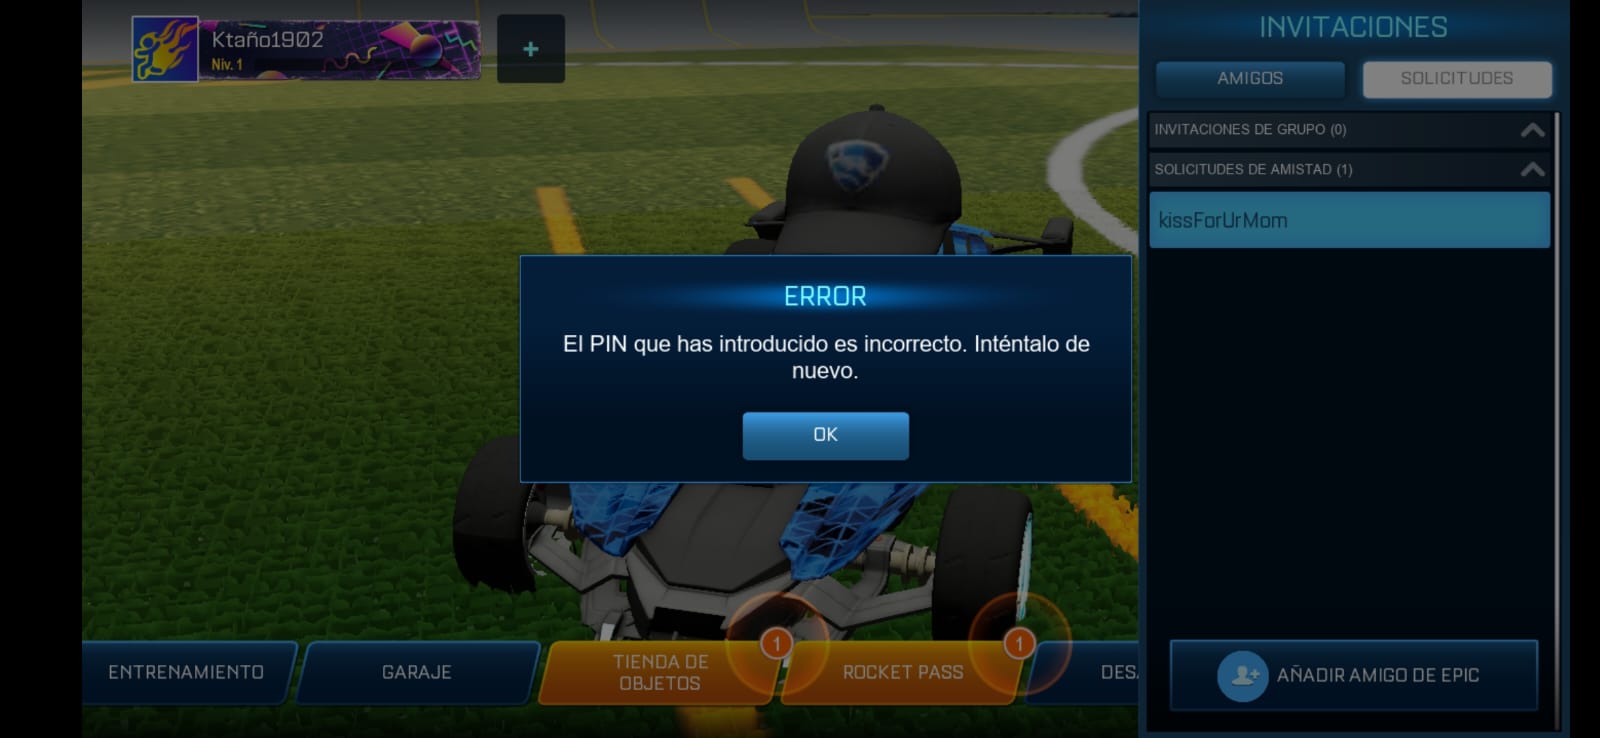 Ktaño1902
Niv. 1
+
INVITACIONES
AMIGOS
SOLICITUDES
INVITACIONES DE GRUPO (0)
SOLICITUDES DE AMISTAD (1)
kissForUrMom
ERROR
El PIN que has introducido es incorrecto. Inténtalo de
nuevo.
OK
ENTRENAMIENTO
GARAJE
TIENDA DE
OBJETOS
1
ROCKET PASS
1
DESA
AÑADIR AMIGO DE EPIC